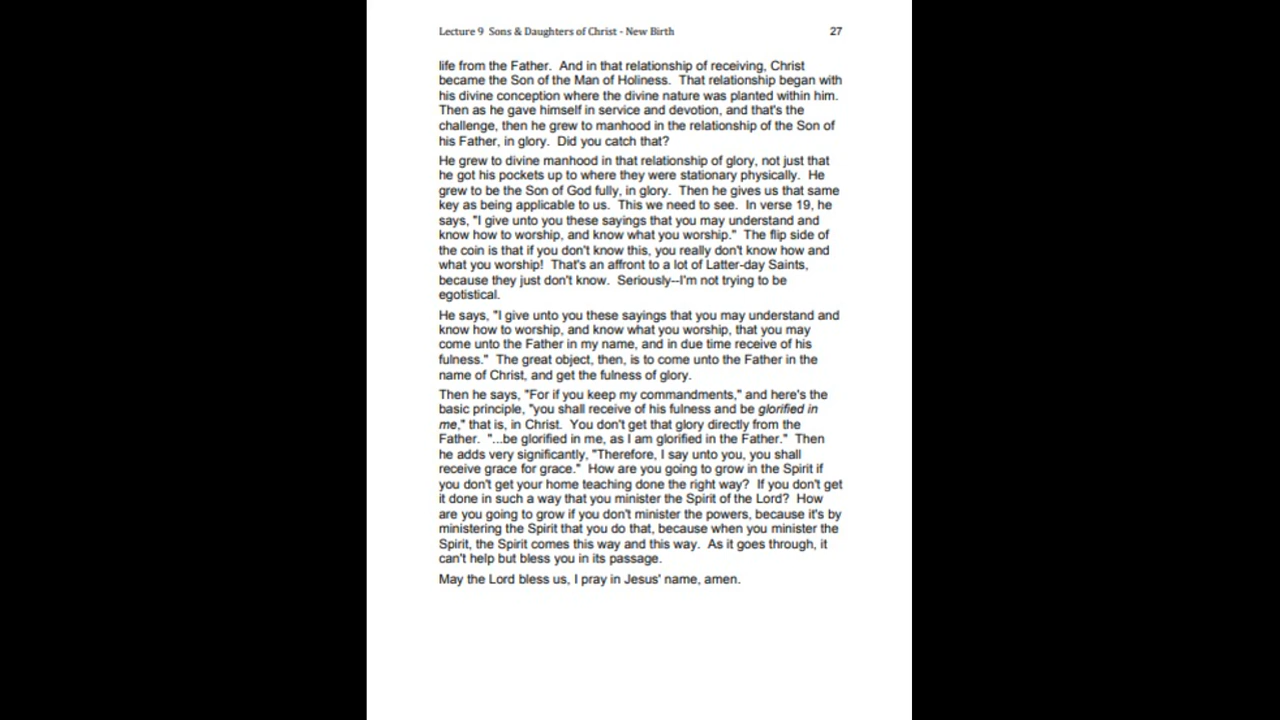 Lecture 9 Sons & Daughters of Christ - New Birth 27
life from the Father. And in that relationship of receiving, Christ
became the Son of the Man of Holiness. That relationship began with
his divine conception where the divine nature was planted within him.
Then as he gave himself in service and devotion, and that's the
challenge, then he grew to manhood in the relationship of the Son of
his Father, in glory. Did you catch that?
He grew to divine manhood in that relationship of glory, not just that
he got his pockets up to where they were stationary physically. He
grew to be the Son of God fully, in glory. Then he gives us that same
key as being applicable to us. This we need to see. In verse 19, he
says, "I give unto you these sayings that you may understand and
know how to worship, and know what you worship." The flip side of
the coin is that if you don't know this, you really don't know how and
what you worship! That's an affront to a lot of Latter-day Saints,
because they just don't know. Seriously--I'm not trying to be
egotistical.
He says, "I give unto you these sayings that you may understand and
know how to worship, and know what you worship, that you may
come unto the Father in my name, and in due time receive of his
fulness." The great object, then, is to come unto the Father in the
name of Christ, and get the fulness of glory.
Then he says, "For if you keep my commandments," and here's the
basic principle, "you shall receive of his fulness and be glorified in
me," that is, in Christ. You don't get that glory directly from the
Father. "...be glorified in me, as I am glorified in the Father." Then
he adds very significantly, "Therefore, I say unto you, you shall
receive grace for grace." How are you going to grow in the Spirit if
you don't get your home teaching done the right way? If you don't get
it done in such a way that you minister the Spirit of the Lord? How
are you going to grow if you don't minister the powers, because it's by
ministering the Spirit that you do that, because when you minister the
Spirit, the Spirit comes this way and this way. As it goes through, it
can't help but bless you in its passage.
May the Lord bless us, I pray in Jesus' name, amen.